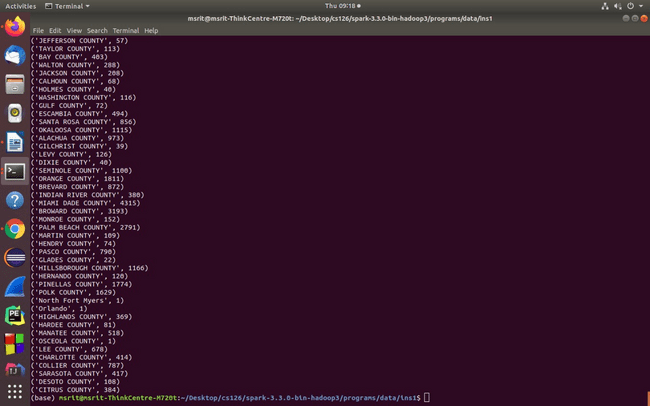 Activities
Terminal
Thu 09:18
msrit@msrit-ThinkCentre-M720t: ~/Desktop/cs126/spark-3.3.0-bin-hadoop3/programs/data/ins1
File Edit View Search Terminal Help
('JEFFERSON COUNTY', 57)
('TAYLOR COUNTY', 113)
('BAY COUNTY', 403)
('WALTON COUNTY', 288)
('JACKSON COUNTY', 208)
('CALHOUN COUNTY', 68)
('HOLMES COUNTY', 40)
('WASHINGTON COUNTY', 116)
('GULF COUNTY', 72)
('ESCAMBIA COUNTY', 494)
('SANTA ROSA COUNTY', 856)
('OKALOOSA COUNTY', 1115)
('ALACHUA COUNTY', 973)
('GILCHRIST COUNTY', 39)
('LEVY COUNTY', 126)
('DIXIE COUNTY', 40)
('SEMINOLE COUNTY', 1100)
('ORANGE COUNTY', 1811)
('BREVARD COUNTY', 872)
('INDIAN RIVER COUNTY', 380)
('MIAMI DADE COUNTY', 4315)
('BROWARD COUNTY', 3193)
('MONROE COUNTY', 152)
('PALM BEACH COUNTY', 2791)
('MARTIN COUNTY', 109)
('HENDRY COUNTY', 74)
('PASCO COUNTY', 790)
('GLADES COUNTY', 22)
('HILLSBOROUGH COUNTY', 1166)
('HERNANDO COUNTY', 120)
('PINELLAS COUNTY', 1774)
('POLK COUNTY', 1629)
('North Fort Myers', 1)
('Orlando', 1)
('HIGHLANDS COUNTY', 369)
('HARDEE COUNTY', 81)
('MANATEE COUNTY', 518)
('OSCEOLA COUNTY', 1)
('LEE COUNTY', 678)
('CHARLOTTE COUNTY', 414)
('COLLIER COUNTY', 787)
('SARASOTA COUNTY', 417)
('DESOTO COUNTY', 108)
('CITRUS COUNTY', 384)
(base) msrit@msrit-ThinkCentre-M720t:~/Desktop/cs126/spark-3.3.0-bin-hadoop3/programs/data/ins1$